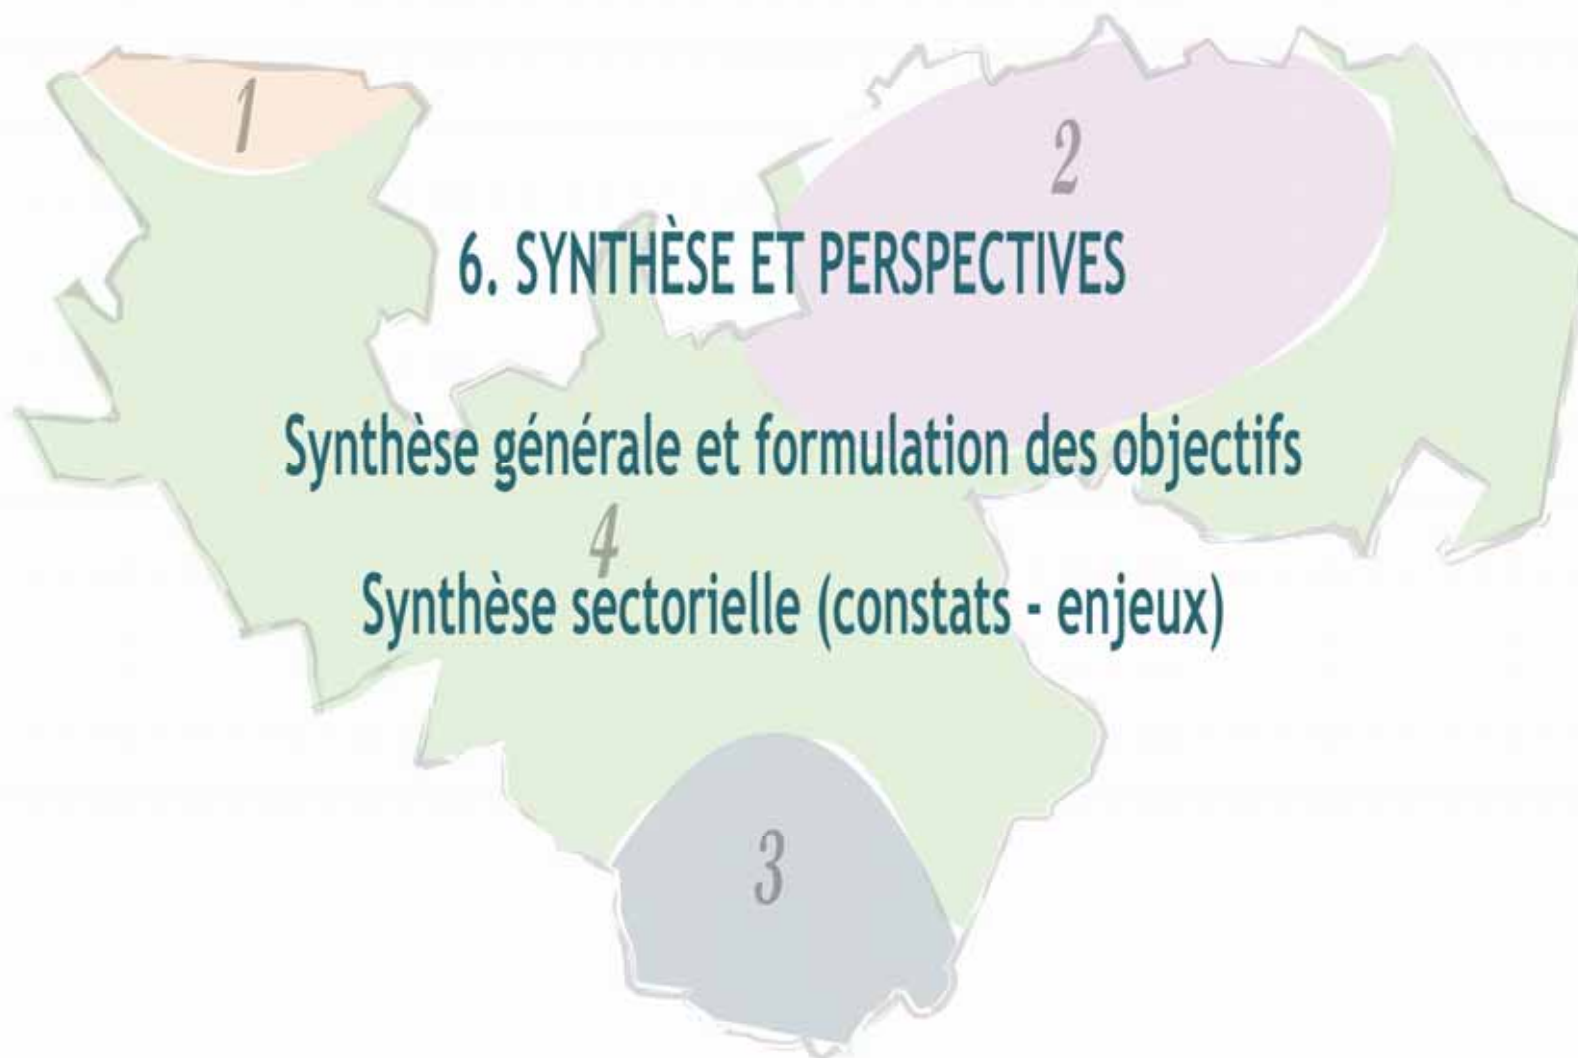 1
2
6. SYNTHÈSE ET PERSPECTIVES
Synthèse générale et formulation des objectifs
4
Synthèse sectorielle (constats - enjeux)
3